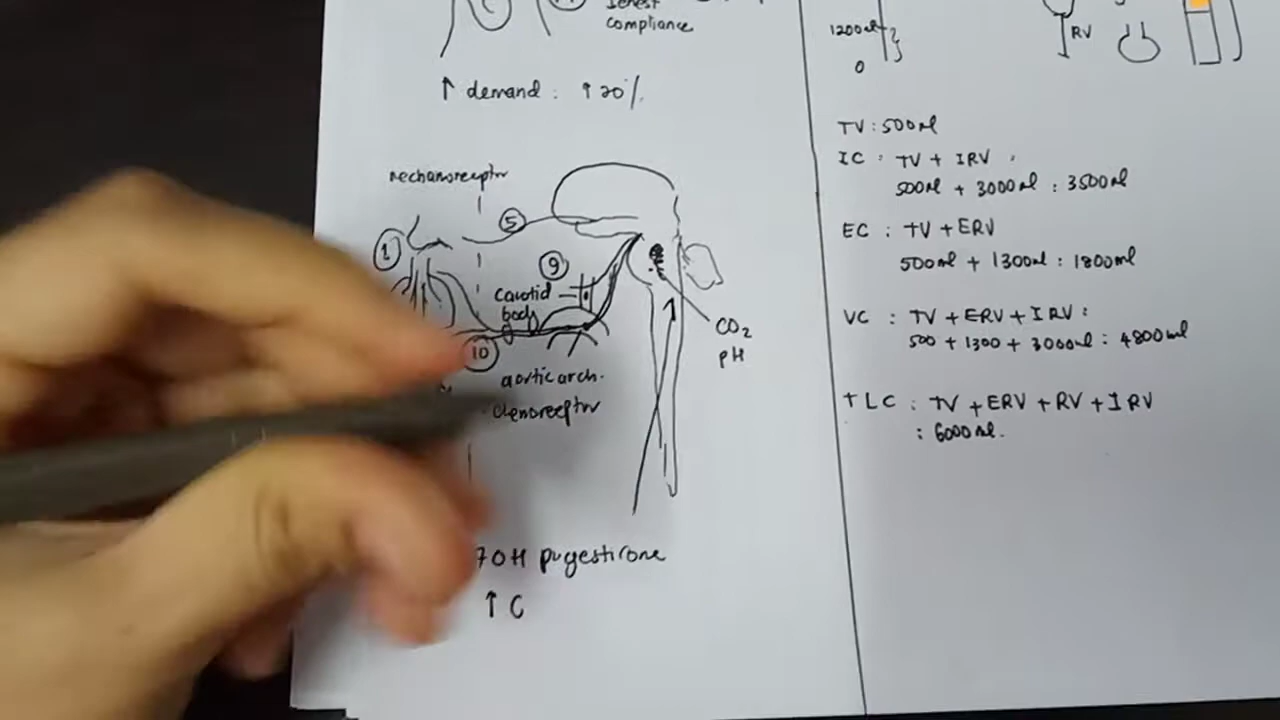 compliance
↑ demand : ↑ 20%
mechanoreceptor
1
5
9
carotid
body
10
aortic arch.
chemoreceptor
CO₂
pH
7OH progesterone
↑ C
1200ml
0
RV
TV : 500ml
IC : TV + IRV :
500ml + 3000ml : 3500ml
EC : TV + ERV
500ml + 1300ml : 1800ml
VC : TV + ERV + IRV :
500 + 1300 + 3000ml : 4800ml
TLC : TV + ERV + RV + IRV
: 6000ml.